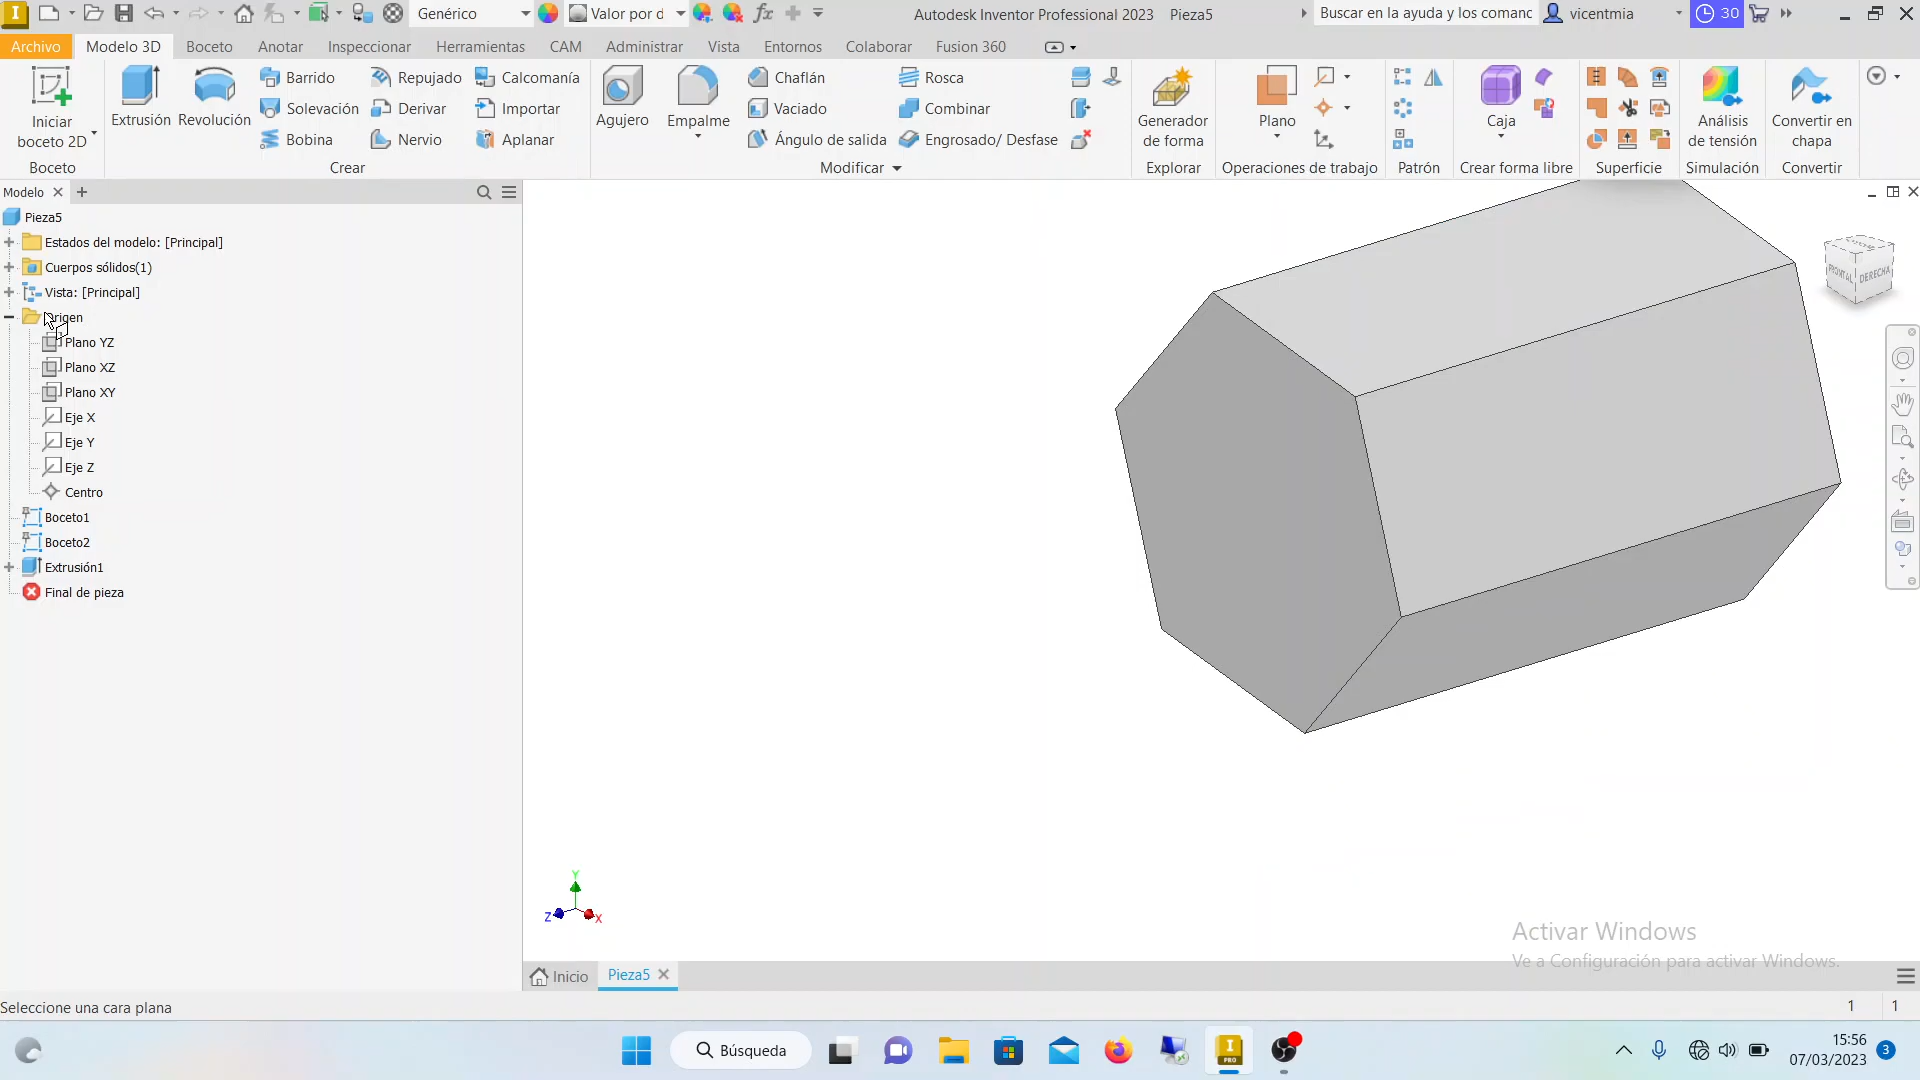 Genérico
Valor por d
Autodesk Inventor Professional 2023 Pieza5
Buscar en la ayuda y los comanc
vicentmia
30
Archivo
Modelo 3D
Boceto
Anotar
Inspeccionar
Herramientas
CAM
Administrar
Vista
Entornos
Colaborar
Fusion 360
Iniciar
boceto 2D
Boceto
Extrusión
Revolución
Barrido
Solevación
Bobina
Repujado
Derivar
Nervio
Calcomanía
Importar
Aplanar
Crear
Agujero
Empalme
Chaflán
Vaciado
Ángulo de salida
Rosca
Combinar
Engrosado/ Desfase
Modificar
Generador
de forma
Explorar
Plano
Operaciones de trabajo
Patrón
Caja
Crear forma libre
Superficie
Análisis
de tensión
Simulación
Convertir en
chapa
Convertir
Modelo
Pieza5
Estados del modelo: [Principal]
Cuerpos sólidos(1)
Vista: [Principal]
Origen
Plano YZ
Plano XZ
Plano XY
Eje X
Eje Y
Eje Z
Centro
Boceto1
Boceto2
Extrusión1
Final de pieza
FRONTAL
DERECHA
Y
Z
X
Activar Windows
Ve a Configuración para activar Windows.
Inicio
Pieza5
Seleccione una cara plana
1
1
Búsqueda
PRO
15:56
07/03/2023
3